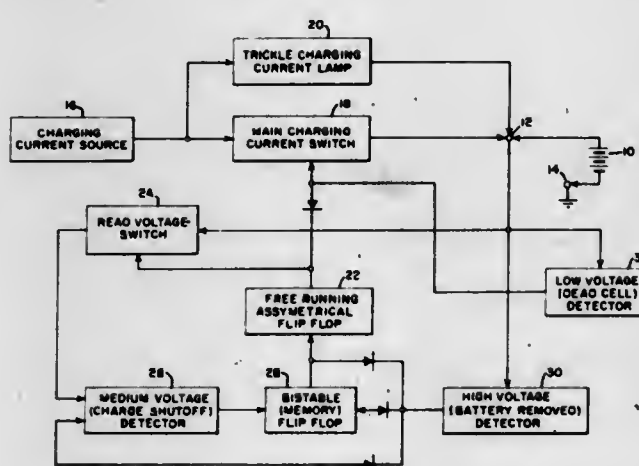 20
TRICKLE CHARGING
CURRENT LAMP
16
CHARGING
CURRENT SOURCE
18
MAIN CHARGING
CURRENT SWITCH
12
10
14
24
READ VOLTAGE-
SWITCH
22
FREE RUNNING
ASSYMETRICAL
FLIP FLOP
3
LOW VOLTAGE
(DEAD CELL)
DETECTOR
26
MEDIUM VOLTAGE
(CHARGE SHUTOFF)
DETECTOR
28
BISTABLE
(MEMORY)
FLIP FLOP
30
HIGH VOLTAGE
(BATTERY REMOVED)
DETECTOR